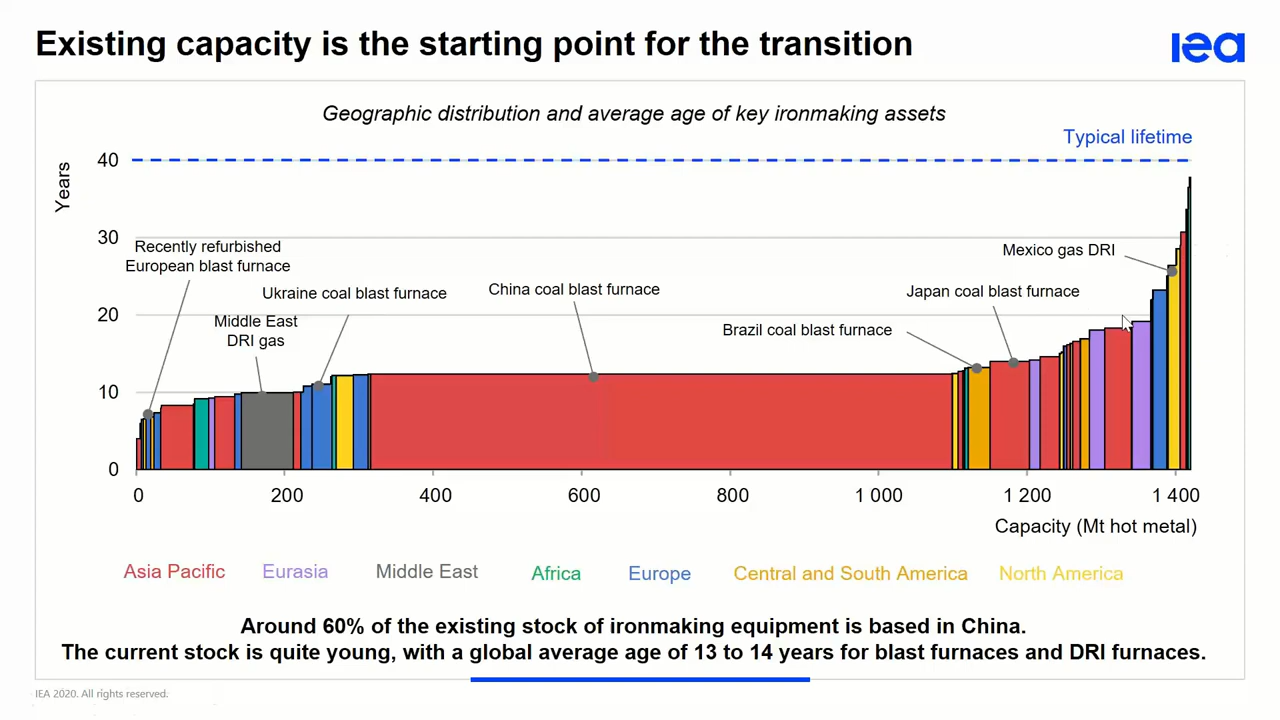 Existing capacity is the starting point for the transition
iea
Geographic distribution and average age of key ironmaking assets
Typical lifetime
Years
40
30
20
10
0
Recently refurbished
European blast furnace
Middle East
DRI gas
Ukraine coal blast furnace
China coal blast furnace
Brazil coal blast furnace
Japan coal blast furnace
Mexico gas DRI
0 200 400 600 800 1 000 1 200 1 400
Capacity (Mt hot metal)
Asia Pacific Eurasia Middle East Africa Europe Central and South America North America
Around 60% of the existing stock of ironmaking equipment is based in China.
The current stock is quite young, with a global average age of 13 to 14 years for blast furnaces and DRI furnaces.
IEA 2020. All rights reserved.